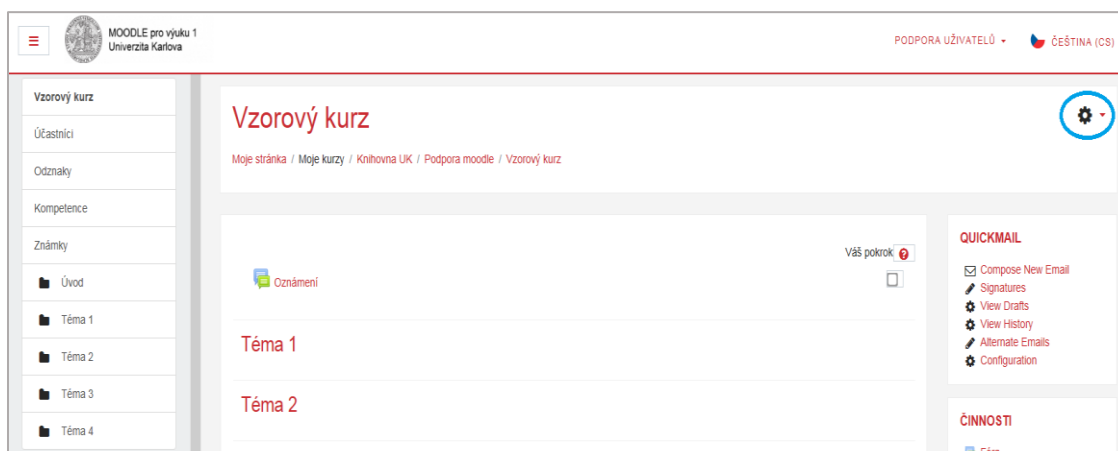 MOODLE pro výuku 1
Univerzita Karlova
PODPORA UŽIVATELŮ
ČEŠTINA (CS)
Vzorový kurz
Účastníci
Odznaky
Kompetence
Známky
Úvod
Téma 1
Téma 2
Téma 3
Téma 4
Vzorový kurz
Moje stránka / Moje kurzy / Knihovna UK / Podpora moodle / Vzorový kurz
Váš pokrok
Oznámení
Téma 1
Téma 2
QUICKMAIL
Compose New Email
Signatures
View Drafts
View History
Alternate Emails
Configuration
ČINNOSTI